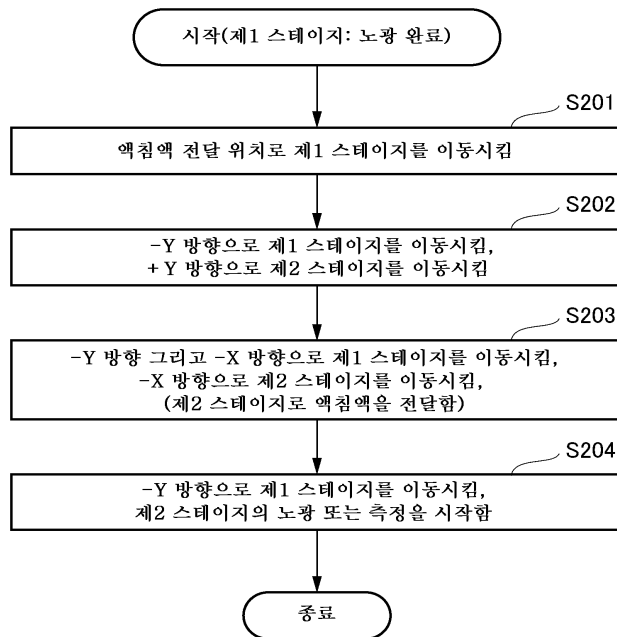 시작(제1 스테이지: 노광 완료)
S201
액침액 전달 위치로 제1 스테이지를 이동시킴
S202
-Y 방향으로 제1 스테이지를 이동시킴,
+Y 방향으로 제2 스테이지를 이동시킴
S203
-Y 방향 그리고 -X 방향으로 제1 스테이지를 이동시킴,
-X 방향으로 제2 스테이지를 이동시킴,
(제2 스테이지로 액침액을 전달함)
S204
-Y 방향으로 제1 스테이지를 이동시킴,
제2 스테이지의 노광 또는 측정을 시작함
종료